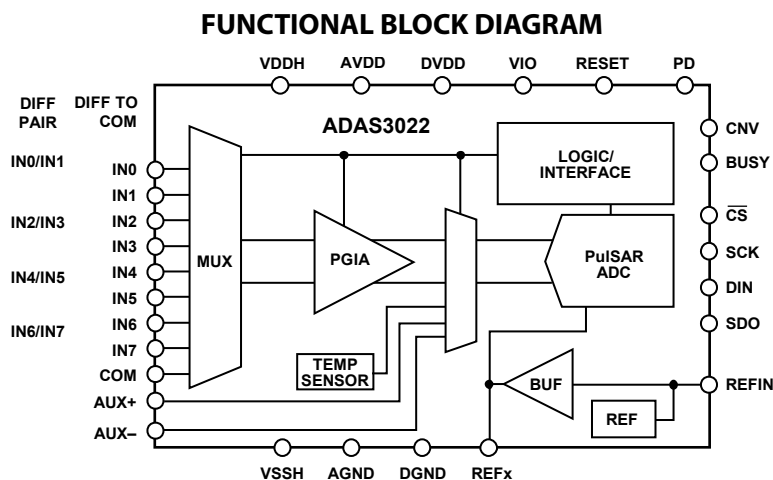 FUNCTIONAL BLOCK DIAGRAM
VDDH AVDD DVDD VIO RESET PD
DIFF PAIR
DIFF TO COM
ADAS3022
IN0/IN1
IN2/IN3
IN4/IN5
IN6/IN7
IN0
IN1
IN2
IN3
IN4
IN5
IN6
IN7
COM
AUX+
AUX–
MUX
PGIA
TEMP
SENSOR
LOGIC/
INTERFACE
PulSAR
ADC
BUF
REF
CNV
BUSY
CS
SCK
DIN
SDO
REFIN
VSSH AGND DGND REFx